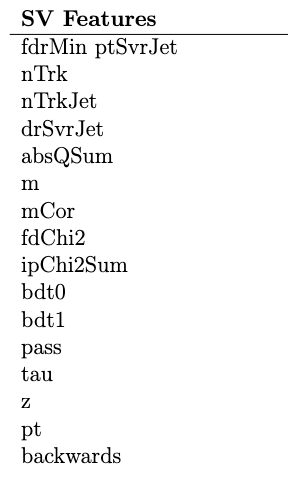 SV Features
fdrMin ptSvrJet
nTrk
nTrkJet
drSvrJet
absQSum
m
mCor
fdChi2
ipChi2Sum
bdt0
bdt1
pass
tau
z
pt
backwards